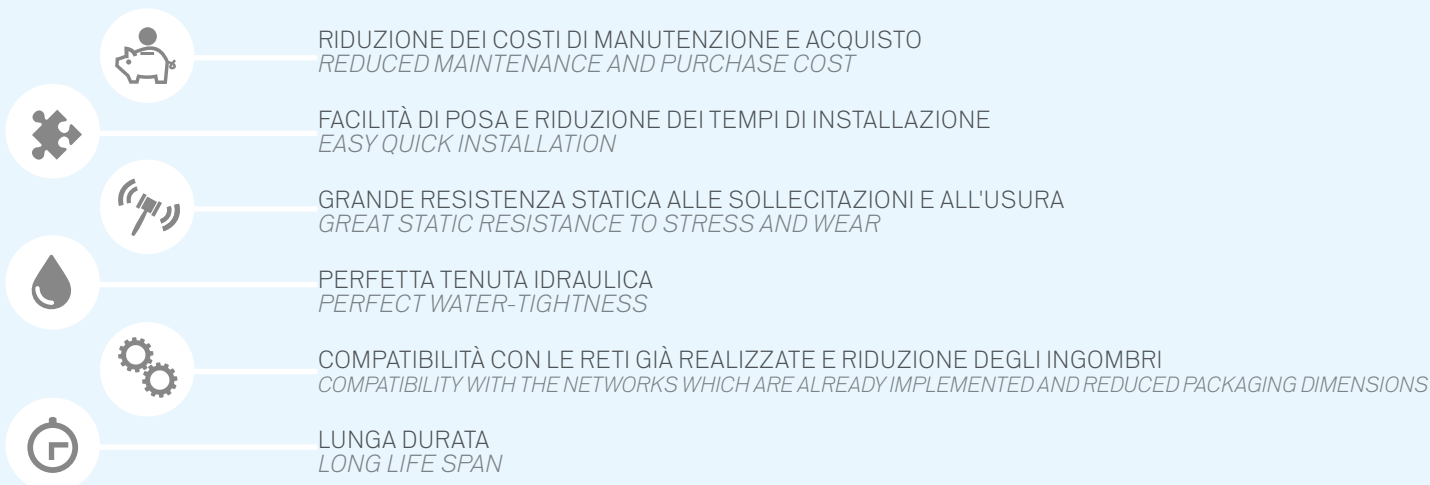 RIDUZIONE DEI COSTI DI MANUTENZIONE E ACQUISTO
REDUCED MAINTENANCE AND PURCHASE COST
FACILITÀ DI POSA E RIDUZIONE DEI TEMPI DI INSTALLAZIONE
EASY QUICK INSTALLATION
GRANDE RESISTENZA STATICA ALLE SOLLECITAZIONI E ALL'USURA
GREAT STATIC RESISTANCE TO STRESS AND WEAR
PERFETTA TENUTA IDRAULICA
PERFECT WATER-TIGHTNESS
COMPATIBILITÀ CON LE RETI GIÀ REALIZZATE E RIDUZIONE DEGLI INGOMBRI
COMPATIBILITY WITH THE NETWORKS WHICH ARE ALREADY IMPLEMENTED AND REDUCED PACKAGING DIMENSIONS
LUNGA DURATA
LONG LIFE SPAN